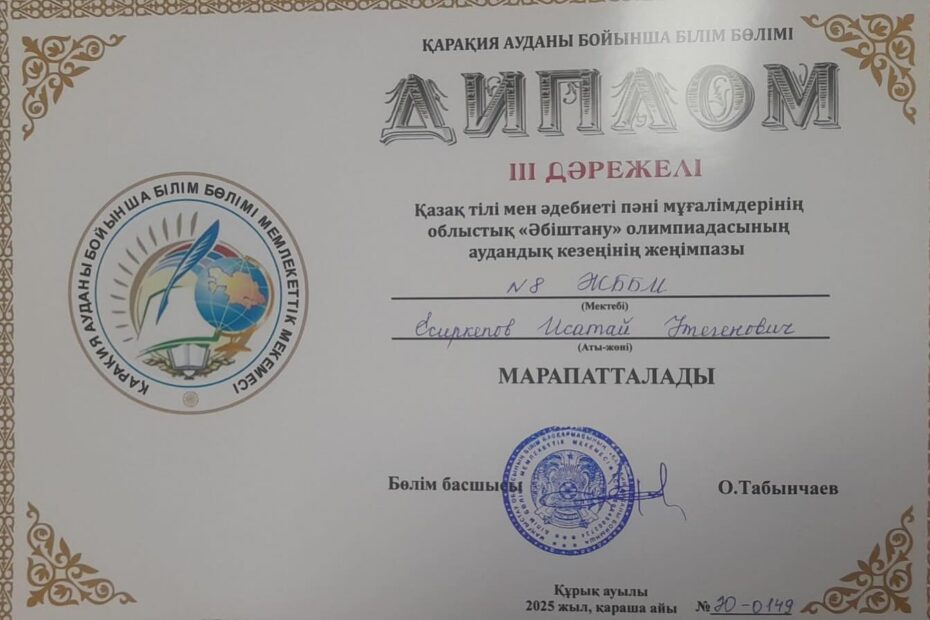 ҚАРАҚИЯ АУДАНЫ БОЙЫНША БІЛІМ БӨЛІМІ
ДИПЛОМ
III ДӘРЕЖЕЛІ
Қазақ тілі мен әдебиеті пәні мұғалімдерінің
облыстық «Әбіштану» олимпиадасының
аудандық кезеңінің жеңімпазы
№8 ЖББМ
(Мектебі)
Есиркепов Исатай Утегенович
(Аты-жөні)
МАРАПАТТАЛАДЫ
ҚАРАҚИЯ АУДАНЫ БОЙЫНША БІЛІМ БӨЛІМІ МЕМЛЕКЕТТІК МЕКЕМЕСІ
Бөлім басшысы О.Табынчаев
Құрық ауылы
2025 жыл, қараша айы №Ю-0149